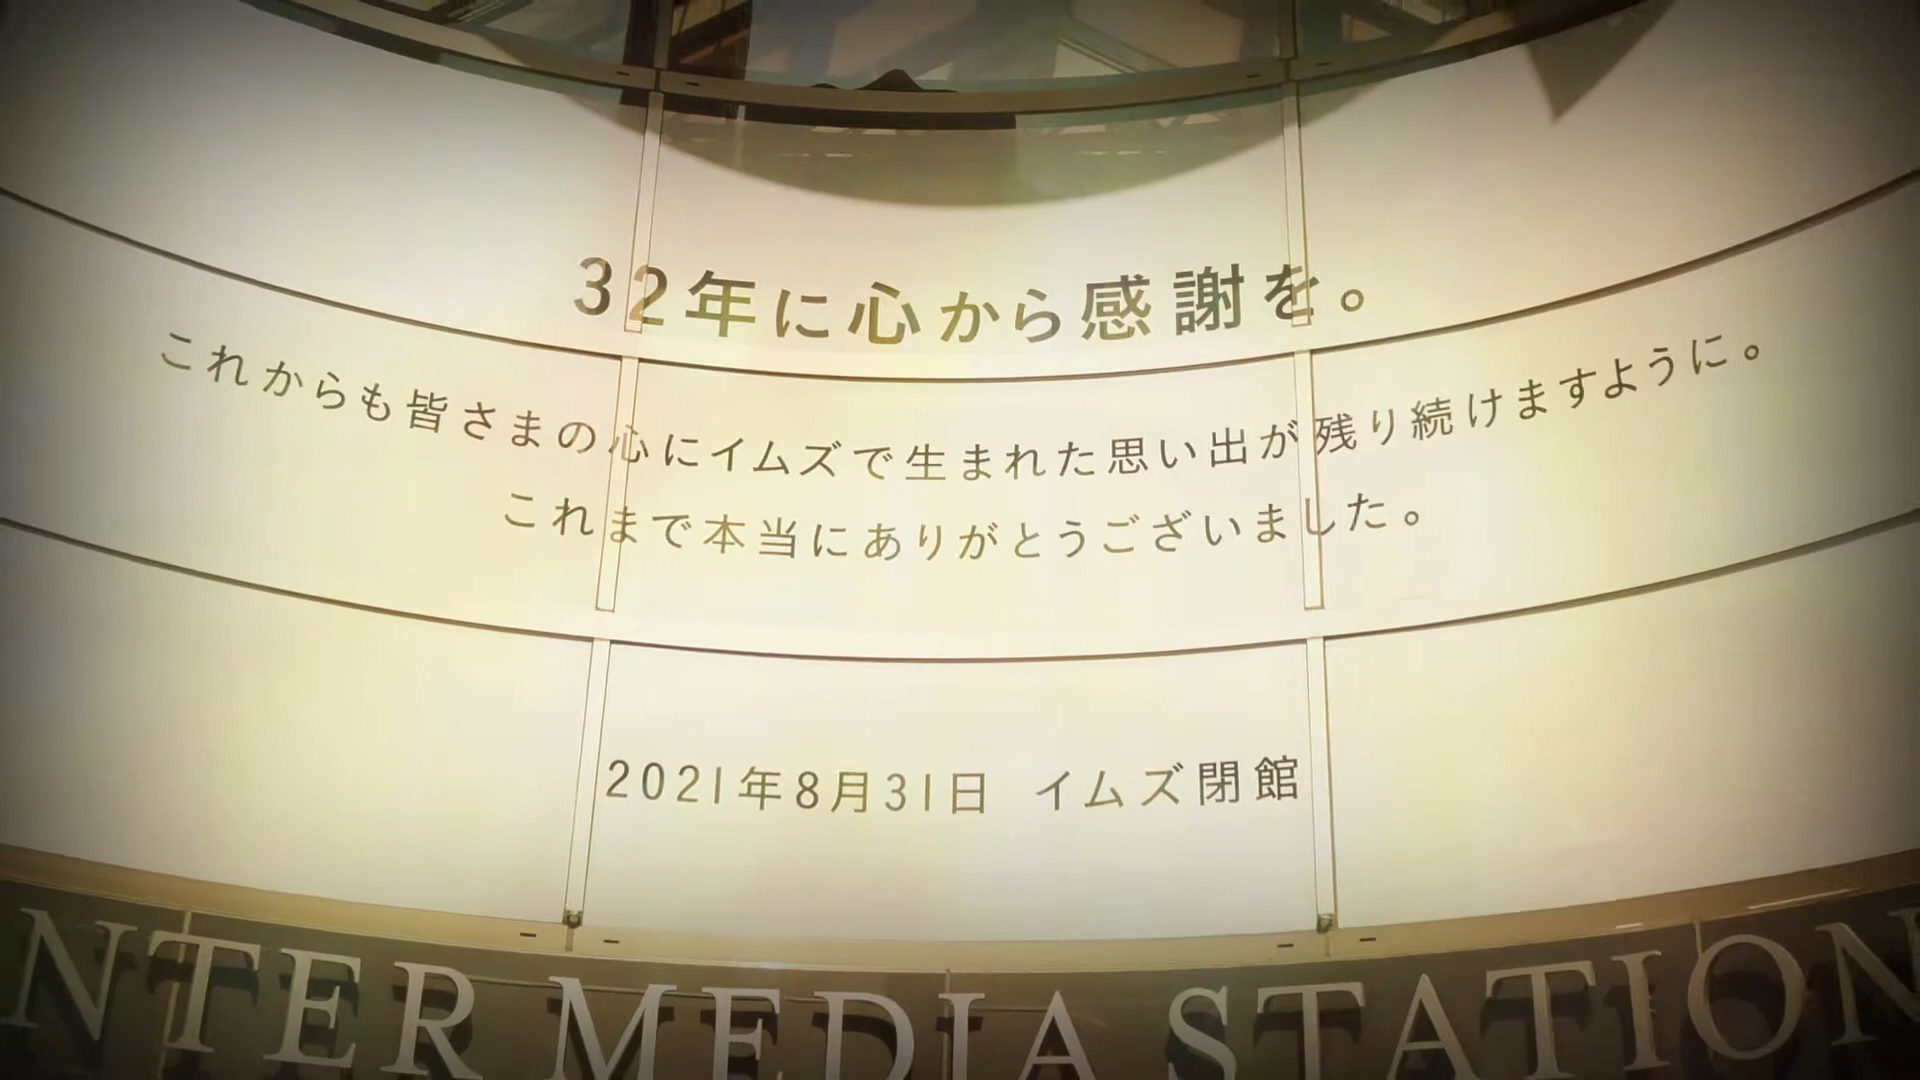 32年に心から感謝を。
これからも皆さまの心にイムズで生まれた思い出が残り続けますように。
これまで本当にありがとうございました。
2021年8月31日 イムズ閉館
NTER MEDIA STATION